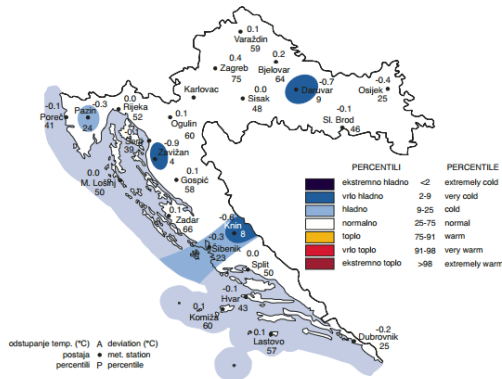 0.1
Varaždin
59
0.4
Zagreb
75
0.2
Bjelovar
64
-0.7
Daruvar
9
-0.4
Osijek
25
Karlovac
0.0
Sisak
48
-0.1
Sl. Brod
46
-0.1
Poreč
41
-0.3
Pazin
24
0.0
Rijeka
52
0.1
Ogulin
60
Senj
39
-0.9
Zavižan
4
0.0
M. Lošinj
50
0.1
Gospić
58
0.1
Zadar
66
Knin
8
-0.3
Šibenik
23
0.0
Split
50
-0.1
Hvar
43
0.1
Komiža
60
0.1
Lastovo
57
-0.2
Dubrovnik
25
PERCENTILI PERCENTILE
ekstremno hladno <2 extremely cold
vrlo hladno 2-9 very cold
hladno 9-25 cold
normalno 25-75 normal
toplo 75-91 warm
vrlo toplo 91-98 very warm
ekstremno toplo >98 extremely warm
odstupanje temp. (°C) A deviation (°C)
postaja ● met. station
percentili P percentile